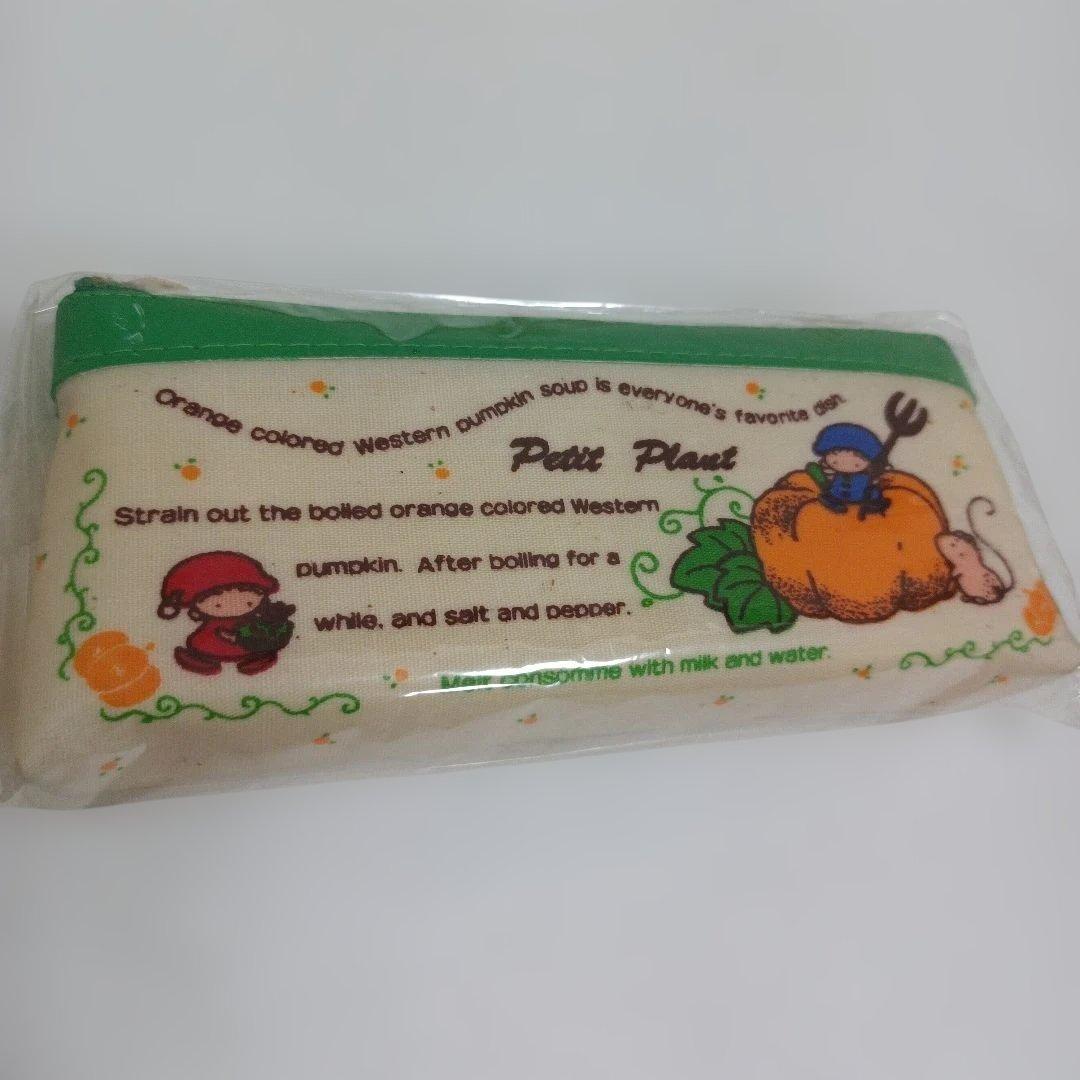 Orange colored Western pumpkin soup is everyone's favorite dish.
Petit Plant
Strain out the boiled orange colored Western
pumpkin. After boiling for a
while, and salt and pepper.
Melt consomme with milk and water.